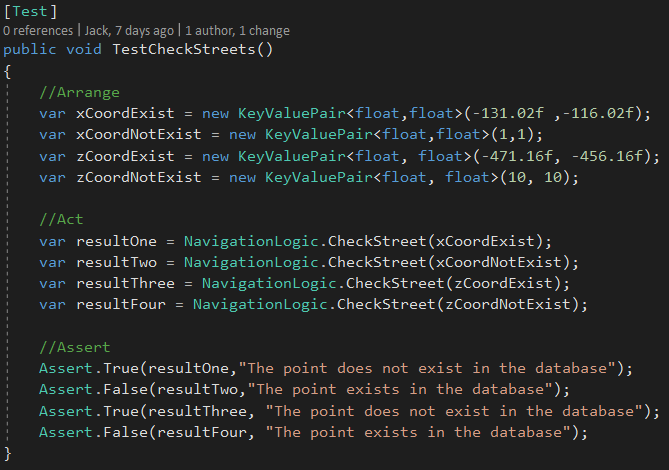 [Test]
0 references | Jack, 7 days ago | 1 author, 1 change
public void TestCheckStreets()
{
//Arrange
var xCoordExist = new KeyValuePair<float,float>(-131.02f ,-116.02f);
var xCoordNotExist = new KeyValuePair<float,float>(1,1);
var zCoordExist = new KeyValuePair<float, float>(-471.16f, -456.16f);
var zCoordNotExist = new KeyValuePair<float, float>(10, 10);
//Act
var resultOne = NavigationLogic.CheckStreet(xCoordExist);
var resultTwo = NavigationLogic.CheckStreet(xCoordNotExist);
var resultThree = NavigationLogic.CheckStreet(zCoordExist);
var resultFour = NavigationLogic.CheckStreet(zCoordNotExist);
//Assert
Assert.True(resultOne,"The point does not exist in the database");
Assert.False(resultTwo,"The point exists in the database");
Assert.True(resultThree, "The point does not exist in the database");
Assert.False(resultFour, "The point exists in the database");
}